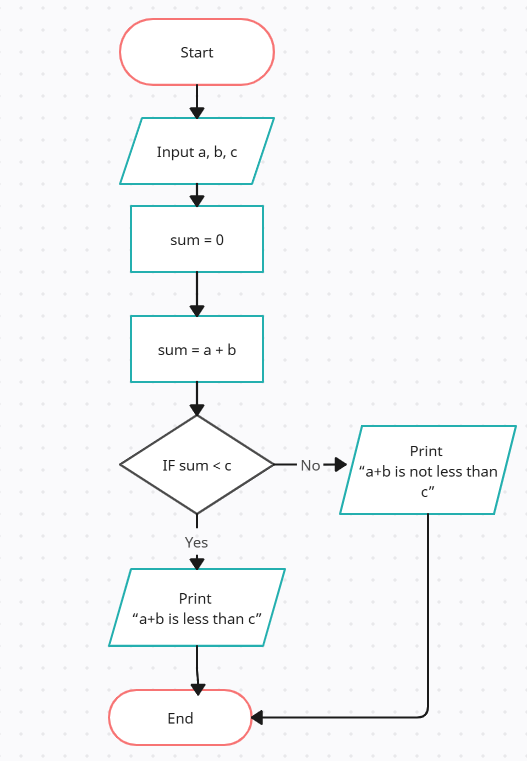 Start
Input a, b, c
sum = 0
sum = a + b
IF sum < c
No
Print
“a+b is not less than
c”
Yes
Print
“a+b is less than c”
End